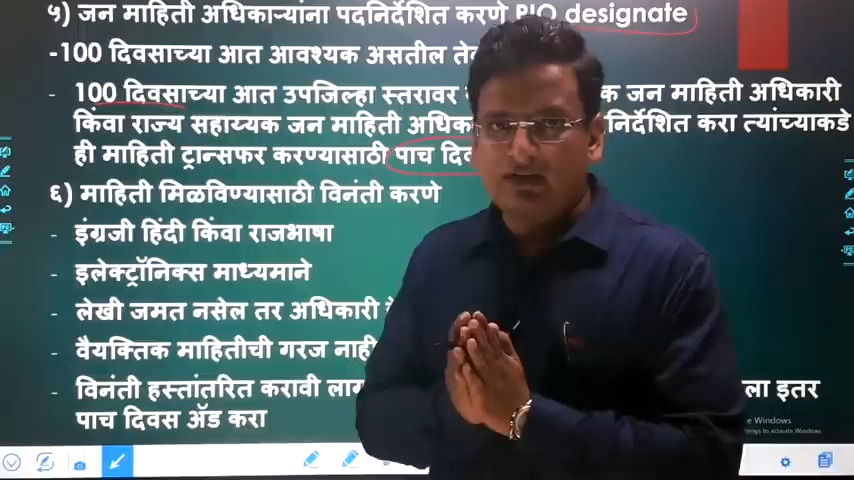 ५) जन माहिती अधिकाऱ्यांना पदनिर्देशित करणे PIO designate
-100 दिवसाच्या आत आवश्यक असतील
- 100 दिवसाच्या आत उपजिल्हा स्तरावर जन माहिती अधिकारी
किंवा राज्य सहाय्यक जन माहिती करा त्यांच्याकडे
ही माहिती ट्रान्सफर करण्यासाठी पाच
६) माहिती मिळविण्यासाठी विनंती करणे
- इंग्रजी हिंदी किंवा राजभाषा
- इलेक्ट्रॉनिक्स माध्यमाने
- लेखी जमत नसेल तर अधिकारी
- वैयक्तिक माहितीची गरज नाही
- विनंती हस्तांतरित करावी इतर
पाच दिवस ॲड करा